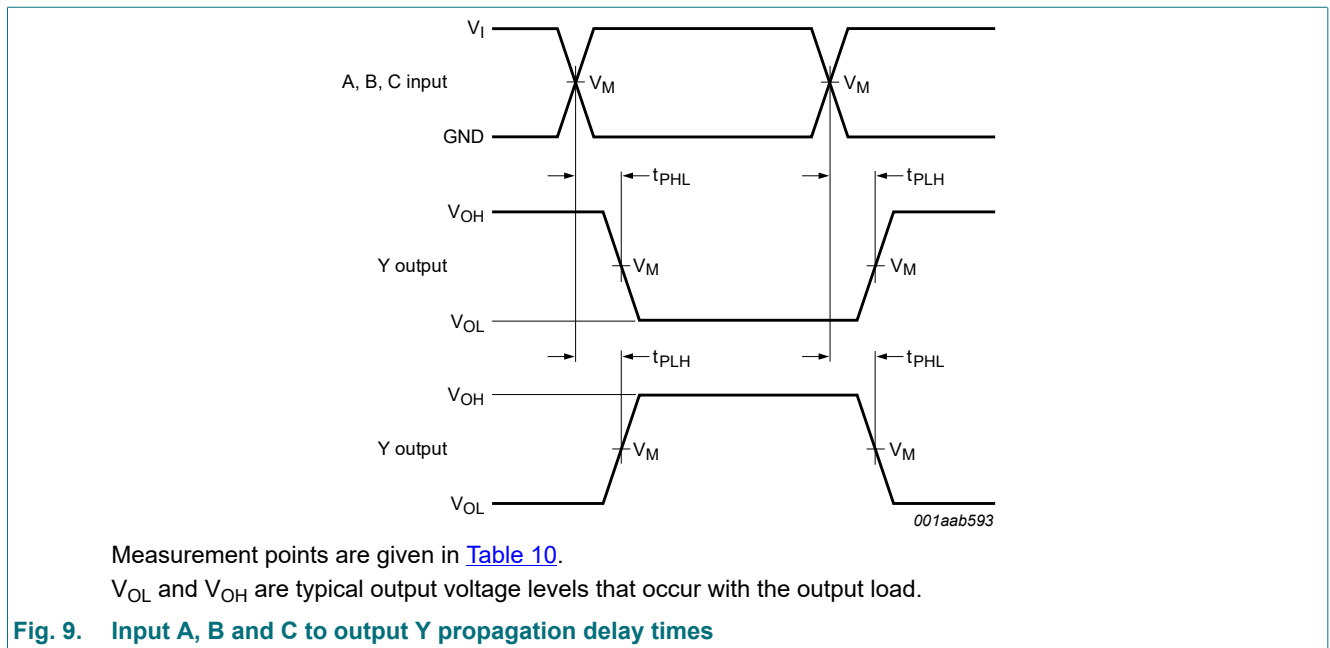 V_I
A, B, C input
V_M V_M
GND
t_PHL t_PLH
V_OH
Y output
V_M V_M
V_OL
t_PLH t_PHL
V_OH
Y output
V_M V_M
V_OL
001aab593
Measurement points are given in Table 10.
V_OL and V_OH are typical output voltage levels that occur with the output load.
Fig. 9. Input A, B and C to output Y propagation delay times